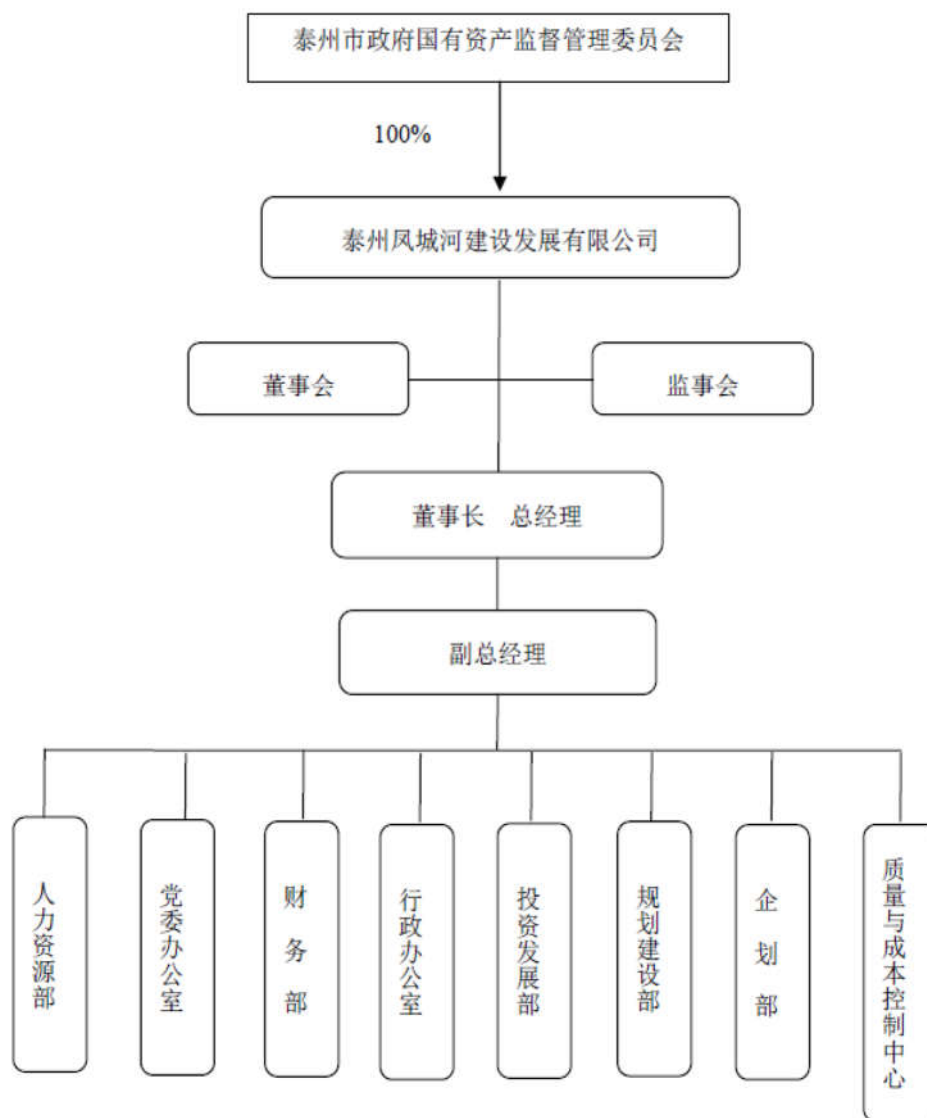 泰州市政府国有资产监督管理委员会
100%
泰州凤城河建设发展有限公司
董事会
监事会
董事长　总经理
副总经理
人力资源部
党委办公室
财务部
行政办公室
投资发展部
规划建设部
企划部
质量与成本控制中心